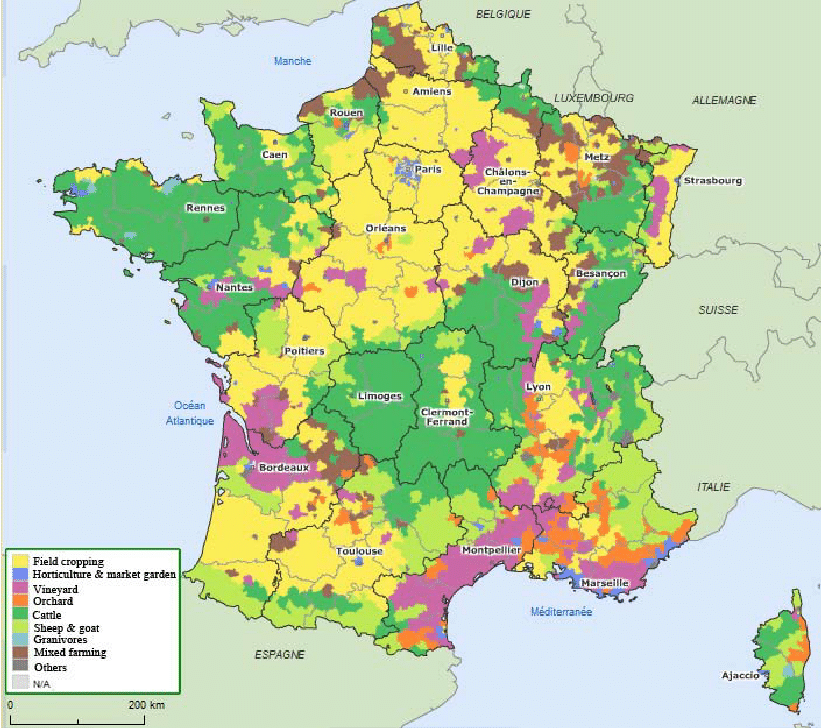 BELGIQUE
Lille
Manche
Amiens
LUXEMBOURG
ALLEMAGNE
Rouen
Caen
Metz
Paris
Châlons-
en-
Champagne
Strasbourg
Rennes
Orleans
Besançon
Dijon
Nantes
SUISSE
Poitiers
Lyon
Limoges
Océan
Atlantique
Clermont-
Ferrand
Bordeaux
ITALIE
Toulouse
Montpellier
Marseille
Méditerranée
ESPAGNE
Ajaccio
Field cropping
Horticulture & market garden
Vineyard
Orchard
Cattle
Sheep & goat
Granivores
Mixed farming
Others
N/A
0 200 km